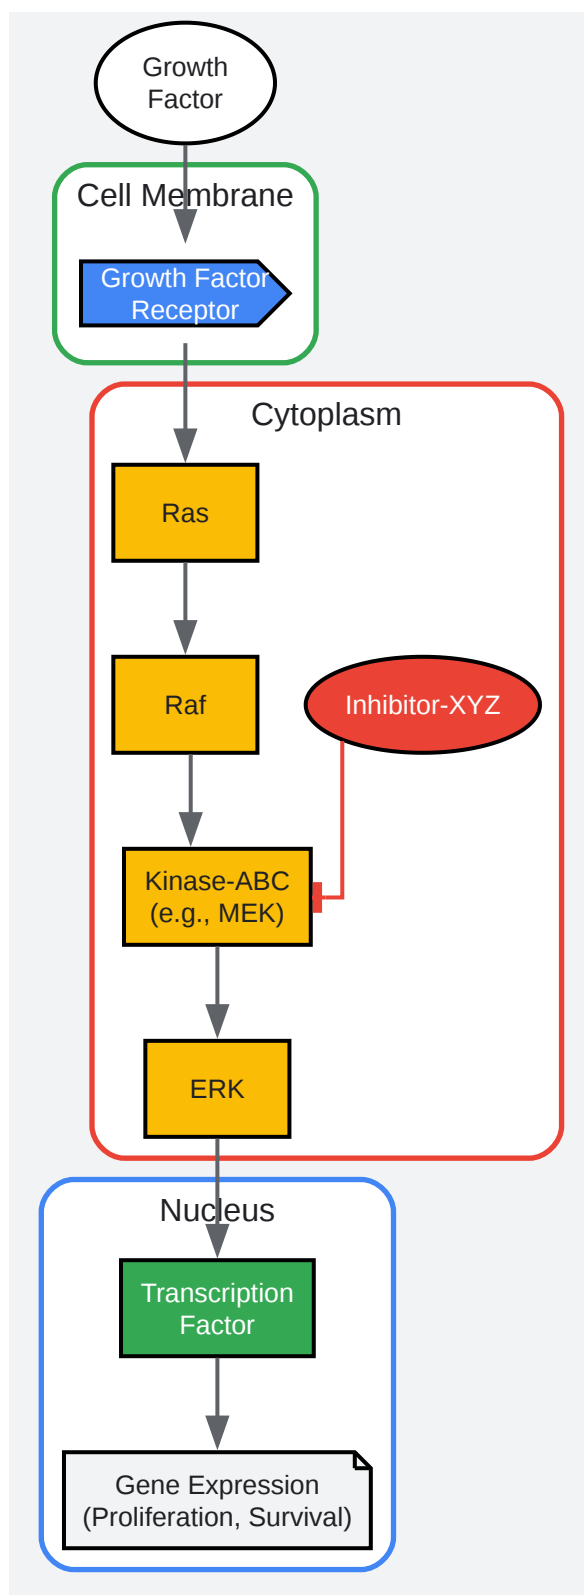 Growth
Factor
Cell Membrane
Growth Factor
Receptor
Cytoplasm
Ras
Raf
Inhibitor-XYZ
Kinase-ABC
(e.g., MEK)
ERK
Nucleus
Transcription
Factor
Gene Expression
(Proliferation, Survival)